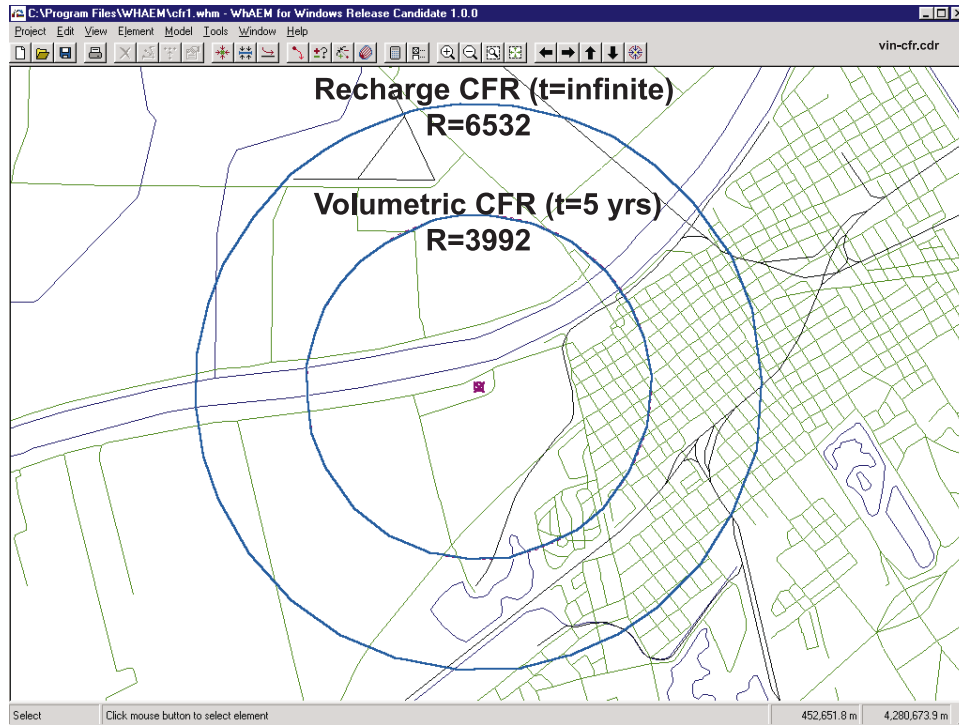 C:\Program Files\WHAEM\cfr1.whm - WhAEM for Windows Release Candidate 1.0.0
Project Edit View Element Model Tools Window Help
vin-cfr.cdr
Recharge CFR (t=infinite)
R=6532
Volumetric CFR (t=5 yrs)
R=3992
Select Click mouse button to select element 452,651.8 m 4,280,673.9 m